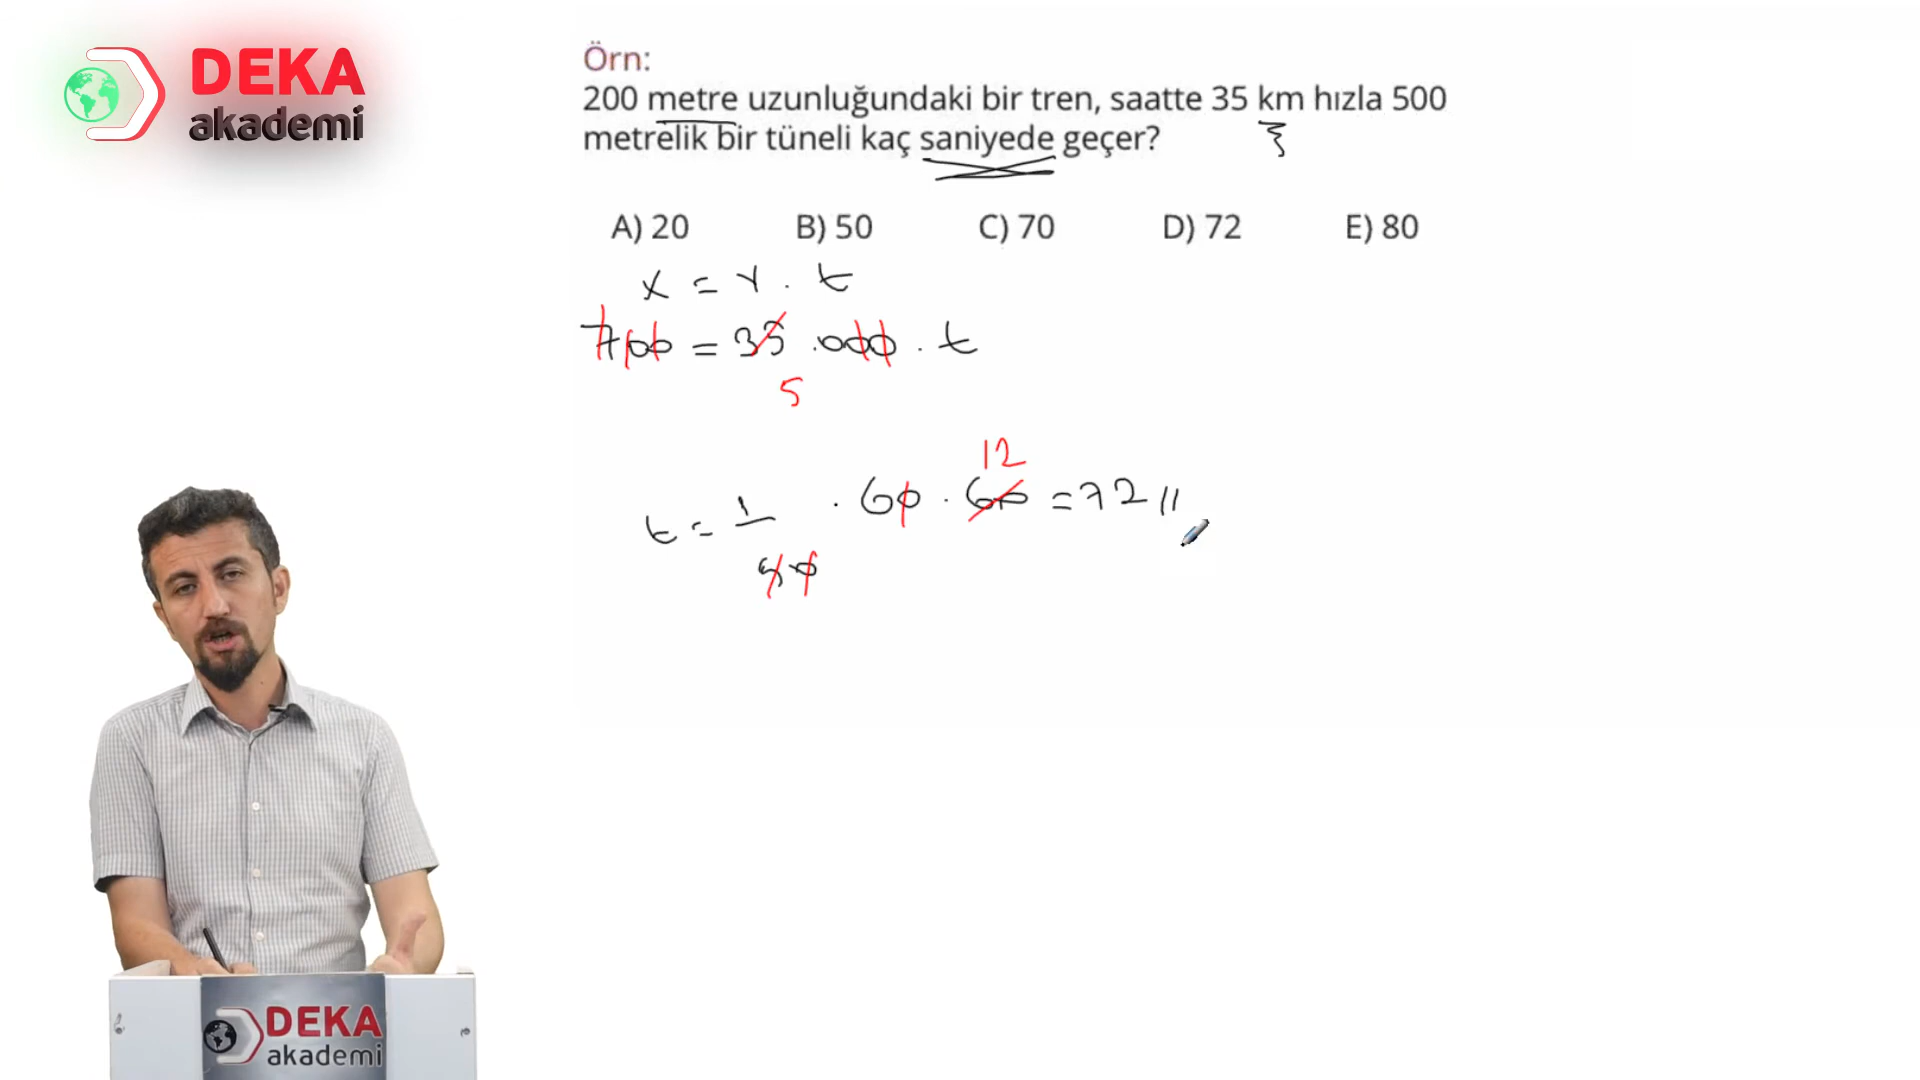 DEKA
akademi
Örn:
200 metre uzunluğundaki bir tren, saatte 35 km hızla 500
metrelik bir tüneli kaç saniyede geçer?
A) 20 B) 50 C) 70 D) 72 E) 80
x = v . t
700 = 35 .000 . t
5
12
t = 1 . 60 . 60 = 72 //
50
DEKA
akademi